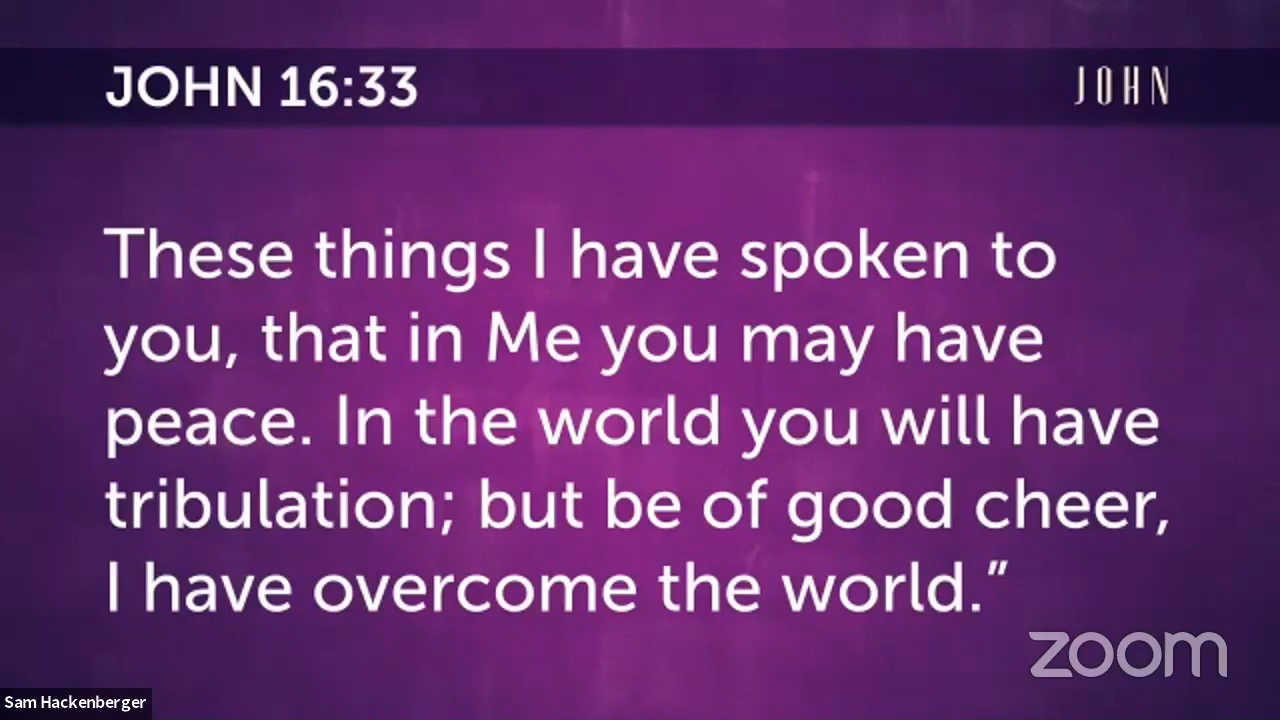 JOHN 16:33
JOHN
These things I have spoken to
you, that in Me you may have
peace. In the world you will have
tribulation; but be of good cheer,
I have overcome the world.”
zoom
Sam Hackenberger